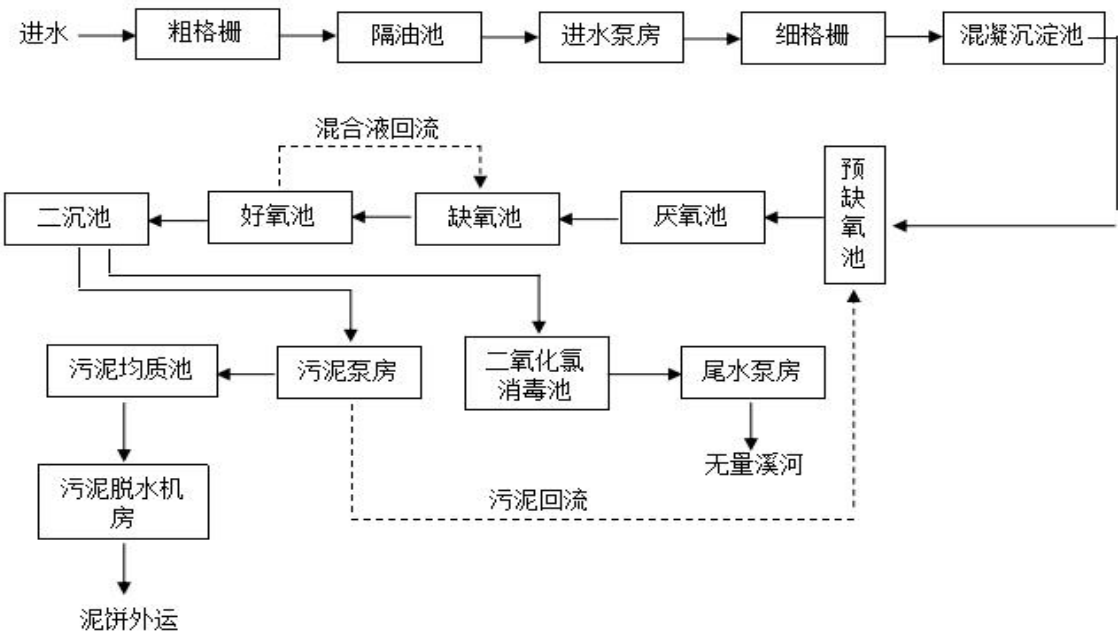 进水
粗格栅
隔油池
进水泵房
细格栅
混凝沉淀池
混合液回流
二沉池
好氧池
缺氧池
厌氧池
预
缺
氧
池
污泥均质池
污泥泵房
二氧化氯
消毒池
尾水泵房
无量溪河
污泥脱水机
房
污泥回流
泥饼外运